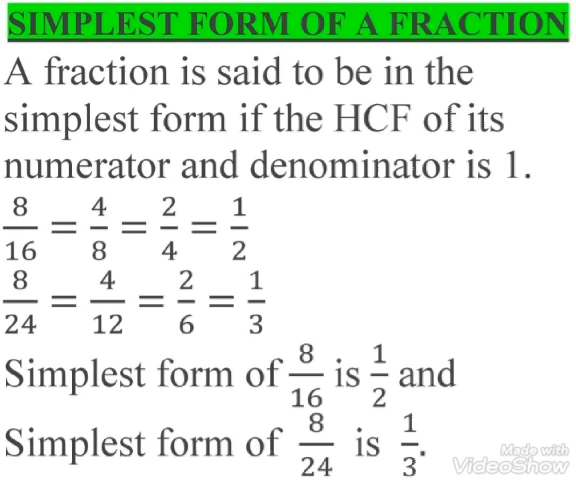 SIMPLEST FORM OF A FRACTION
A fraction is said to be in the
simplest form if the HCF of its
numerator and denominator is 1.
8/16 = 4/8 = 2/4 = 1/2
8/24 = 4/12 = 2/6 = 1/3
Simplest form of 8/16 is 1/2 and
Simplest form of 8/24 is 1/3.
Made with
VideoShow